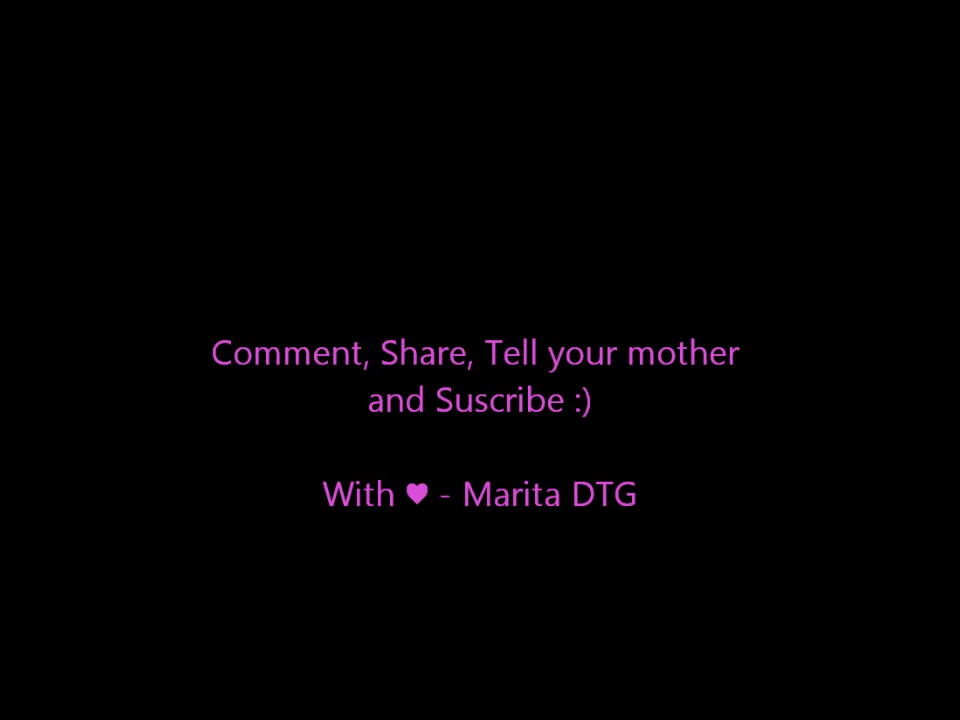 Comment, Share, Tell your mother
and Suscribe :)
With ♥ - Marita DTG